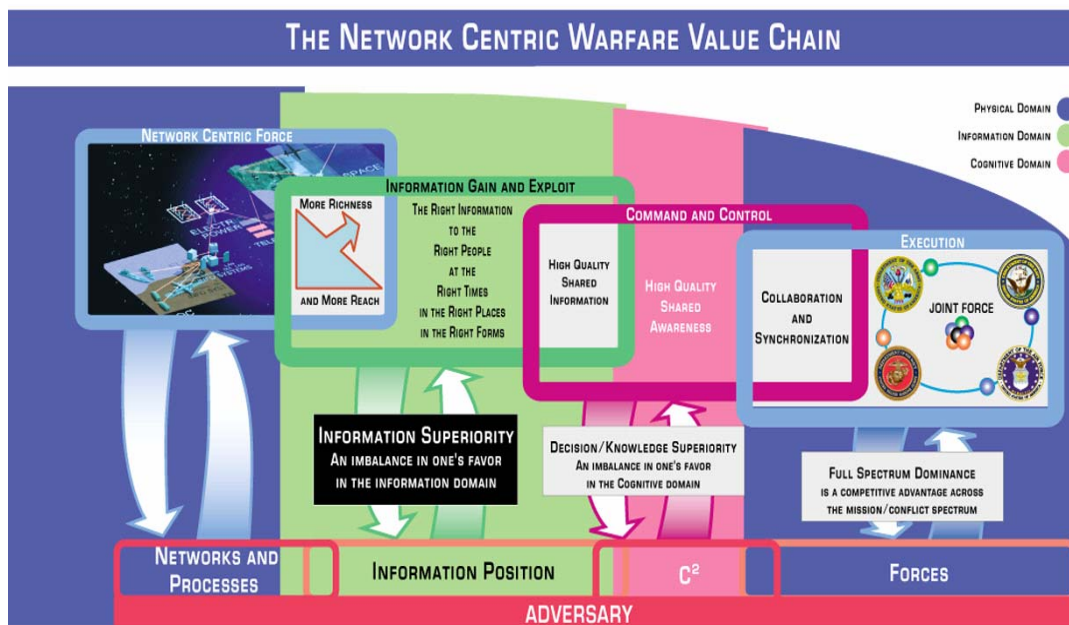 THE NETWORK CENTRIC WARFARE VALUE CHAIN
PHYSICAL DOMAIN
INFORMATION DOMAIN
COGNITIVE DOMAIN
NETWORK CENTRIC FORCE
SPACE
ELECTR
POWER
TEL
INFORMATION GAIN AND EXPLOIT
MORE RICHNESS
AND MORE REACH
THE RIGHT INFORMATION
TO THE
RIGHT PEOPLE
AT THE
RIGHT TIMES
IN THE RIGHT PLACES
IN THE RIGHT FORMS
COMMAND AND CONTROL
HIGH QUALITY
SHARED
INFORMATION
HIGH QUALITY
SHARED
AWARENESS
COLLABORATION
AND
SYNCHRONIZATION
EXECUTION
JOINT FORCE
INFORMATION SUPERIORITY
AN IMBALANCE IN ONE'S FAVOR
IN THE INFORMATION DOMAIN
DECISION/KNOWLEDGE SUPERIORITY
AN IMBALANCE IN ONE'S FAVOR
IN THE COGNITIVE DOMAIN
FULL SPECTRUM DOMINANCE
IS A COMPETITIVE ADVANTAGE ACROSS
THE MISSION/CONFLICT SPECTRUM
NETWORKS AND
PROCESSES
INFORMATION POSITION
C²
FORCES
ADVERSARY